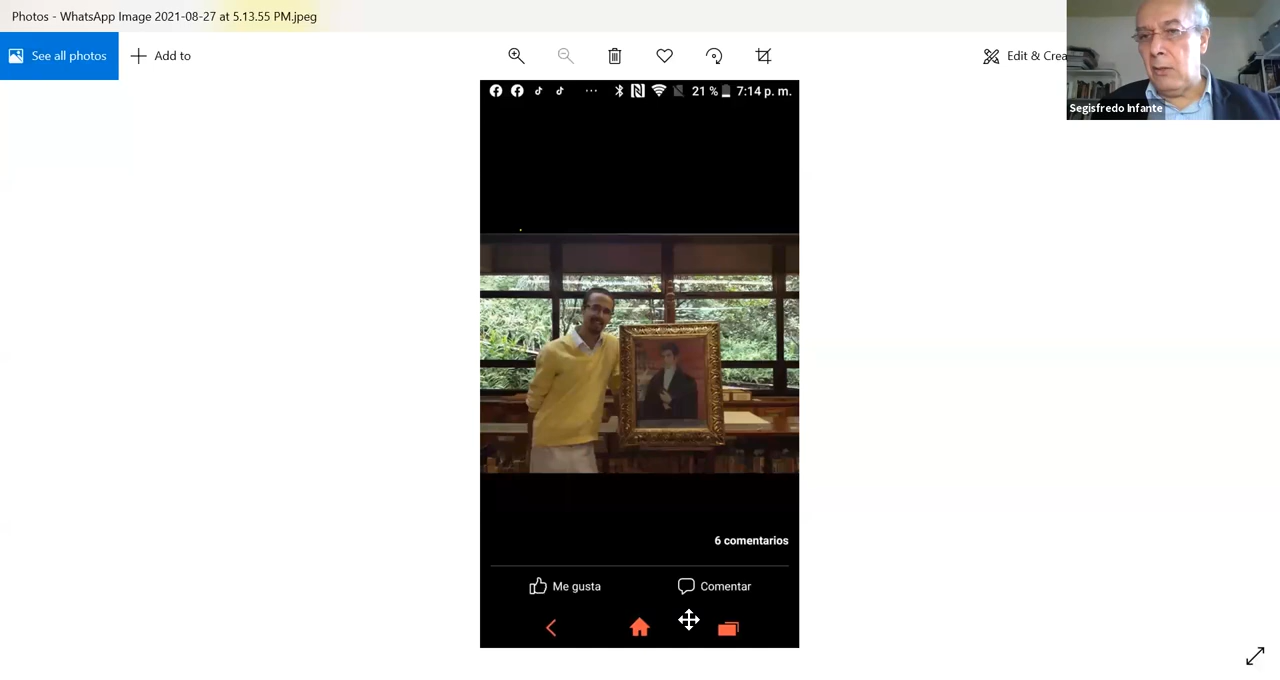 Photos - WhatsApp Image 2021-08-27 at 5.13.55 PM.jpeg
See all photos
Add to
Edit & Crea
Segisfredo Infante
21 % 7:14 p. m.
6 comentarios
Me gusta
Comentar